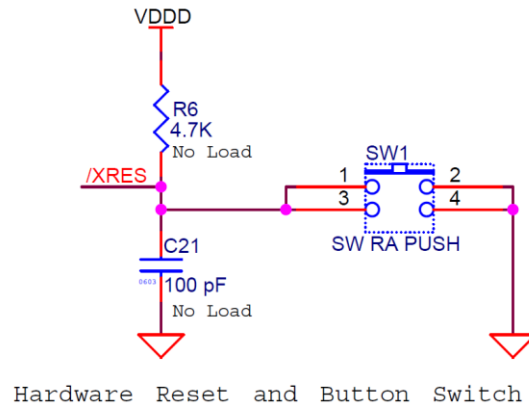 VDDD
R6
4.7K
No Load
/XRES
SW1
1
2
3
4
SW RA PUSH
C21
0603
100 pF
No Load
Hardware Reset and Button Switch